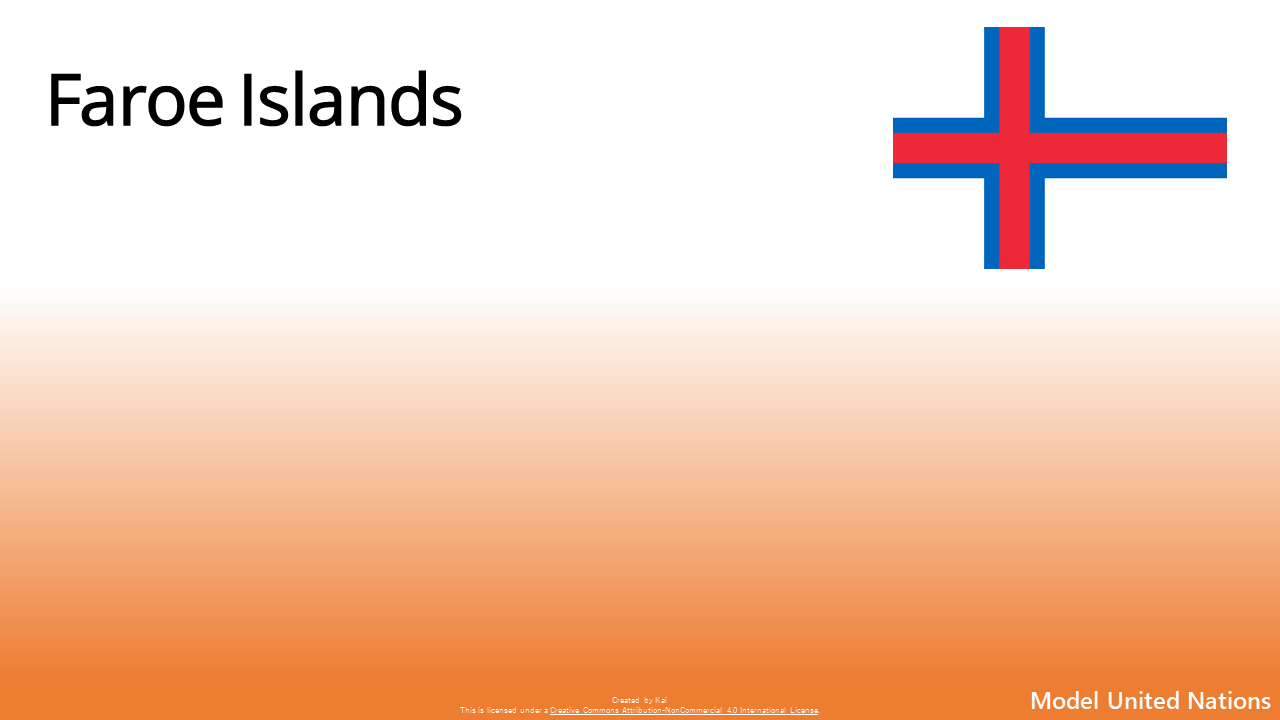 Faroe Islands
Created by Kai
This is licensed under a Creative Commons Attribution-NonCommercial 4.0 International License.
Model United Nations